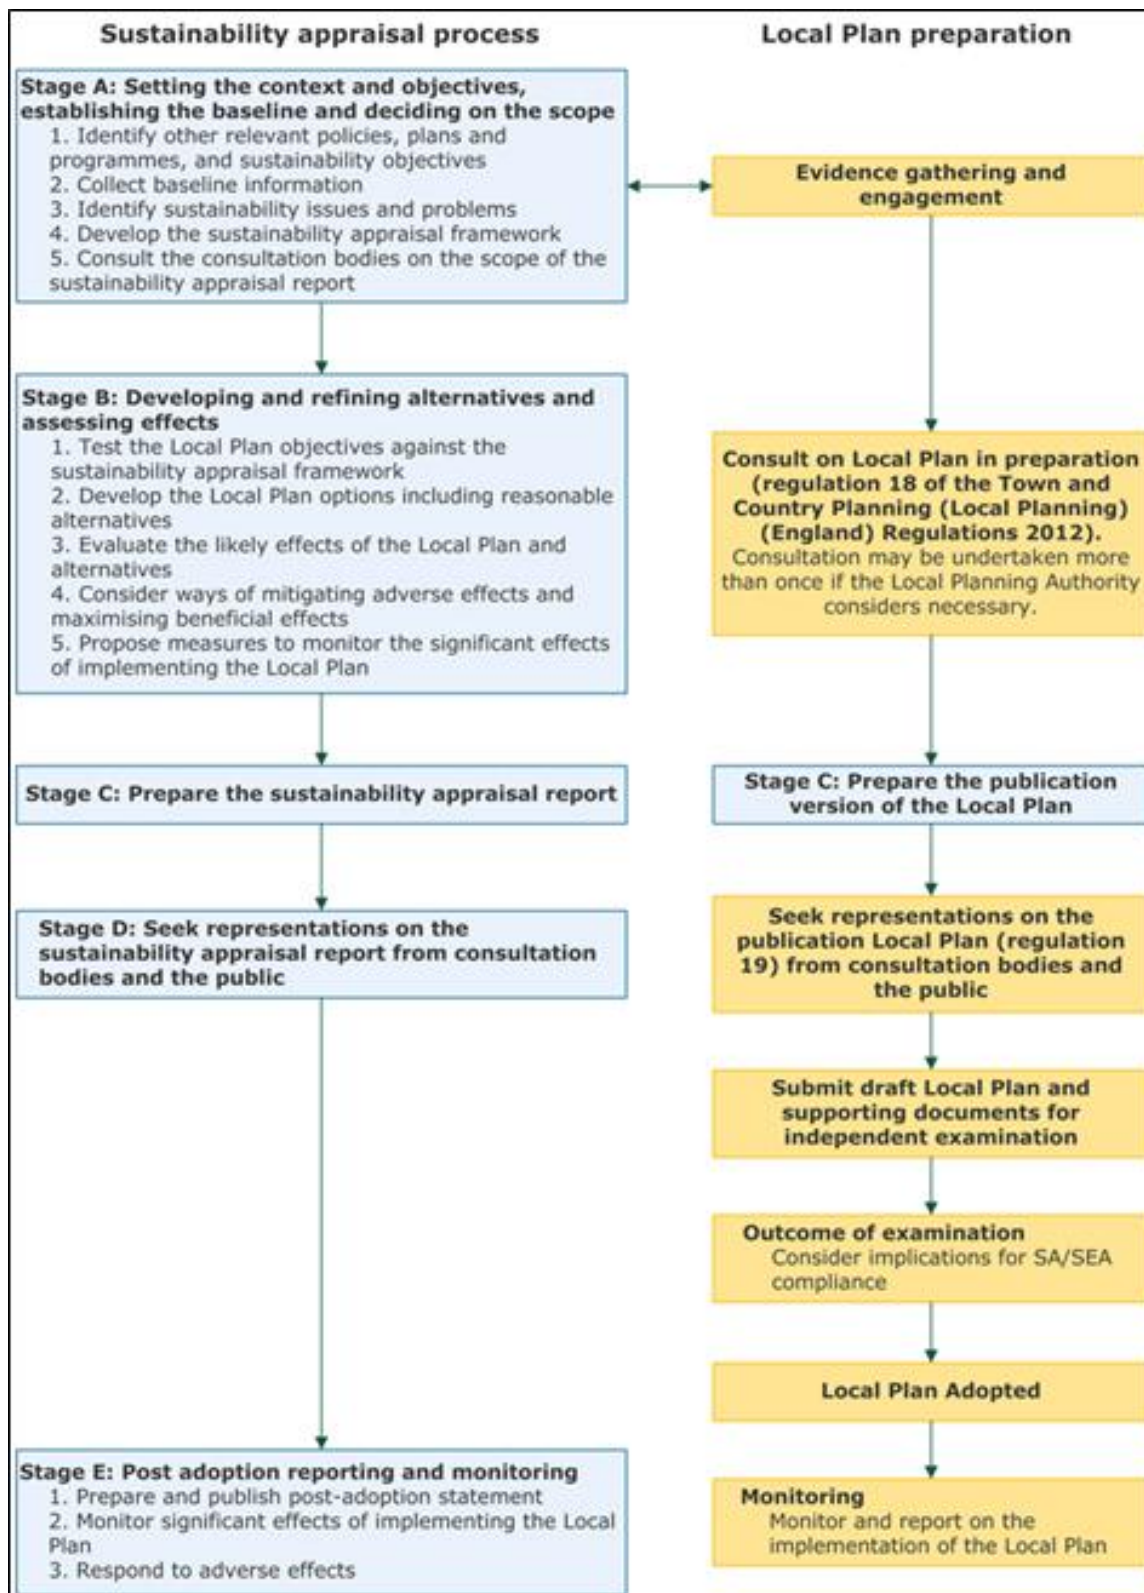 Sustainability appraisal process
Local Plan preparation
Stage A: Setting the context and objectives,
establishing the baseline and deciding on the scope
1. Identify other relevant policies, plans and
programmes, and sustainability objectives
2. Collect baseline information
3. Identify sustainability issues and problems
4. Develop the sustainability appraisal framework
5. Consult the consultation bodies on the scope of the
sustainability appraisal report
Evidence gathering and
engagement
Stage B: Developing and refining alternatives and
assessing effects
1. Test the Local Plan objectives against the
sustainability appraisal framework
2. Develop the Local Plan options including reasonable
alternatives
3. Evaluate the likely effects of the Local Plan and
alternatives
4. Consider ways of mitigating adverse effects and
maximising beneficial effects
5. Propose measures to monitor the significant effects
of implementing the Local Plan
Consult on Local Plan in preparation
(regulation 18 of the Town and
Country Planning (Local Planning)
(England) Regulations 2012).
Consultation may be undertaken more
than once if the Local Planning Authority
considers necessary.
Stage C: Prepare the sustainability appraisal report
Stage C: Prepare the publication
version of the Local Plan
Stage D: Seek representations on the
sustainability appraisal report from consultation
bodies and the public
Seek representations on the
publication Local Plan (regulation
19) from consultation bodies and
the public
Submit draft Local Plan and
supporting documents for
independent examination
Outcome of examination
Consider implications for SA/SEA
compliance
Local Plan Adopted
Stage E: Post adoption reporting and monitoring
1. Prepare and publish post-adoption statement
2. Monitor significant effects of implementing the Local
Plan
3. Respond to adverse effects
Monitoring
Monitor and report on the
implementation of the Local Plan